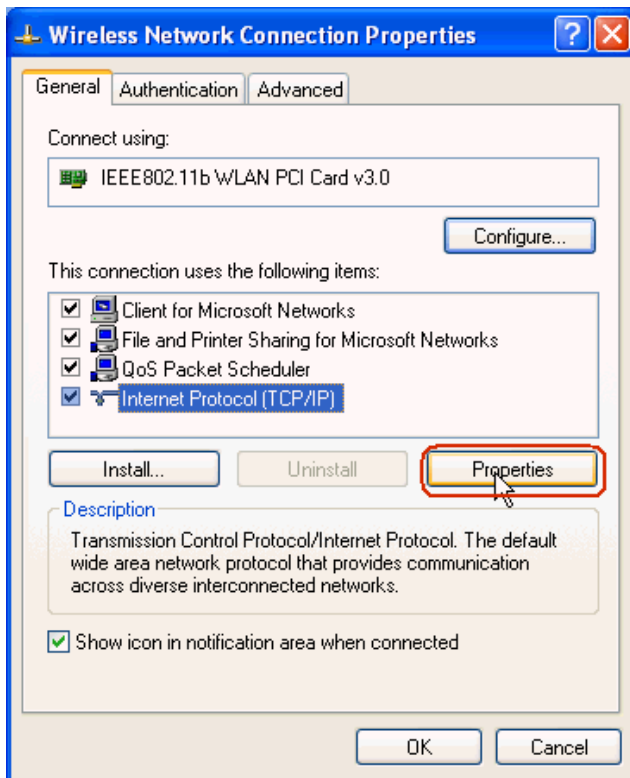 Wireless Network Connection Properties
General Authentication Advanced
Connect using:
IEEE802.11b WLAN PCI Card v3.0
Configure...
This connection uses the following items:
Client for Microsoft Networks
File and Printer Sharing for Microsoft Networks
QoS Packet Scheduler
Internet Protocol (TCP/IP)
Install... Uninstall Properties
Description
Transmission Control Protocol/Internet Protocol. The default
wide area network protocol that provides communication
across diverse interconnected networks.
Show icon in notification area when connected
OK Cancel